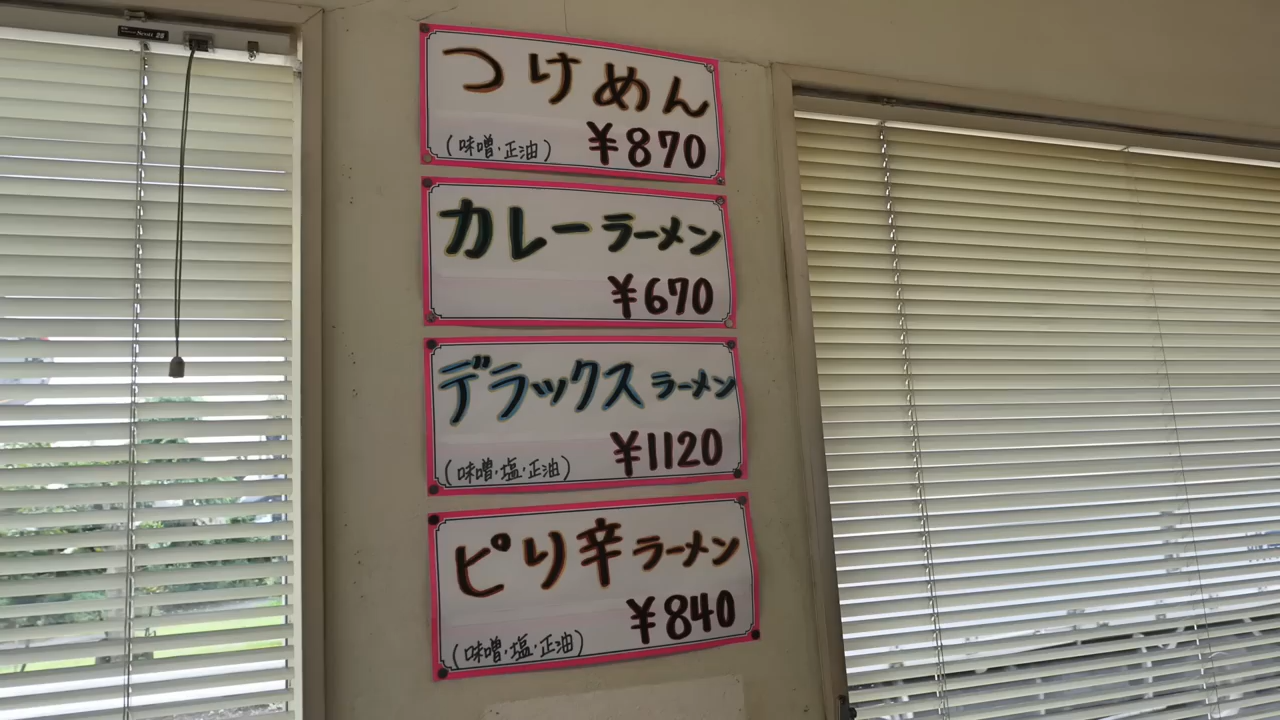 つけめん
(味噌・正油) ¥870
カレーラーメン
¥670
デラックスラーメン
(味噌・塩・正油) ¥1120
ピリ辛ラーメン
(味噌・塩・正油) ¥840